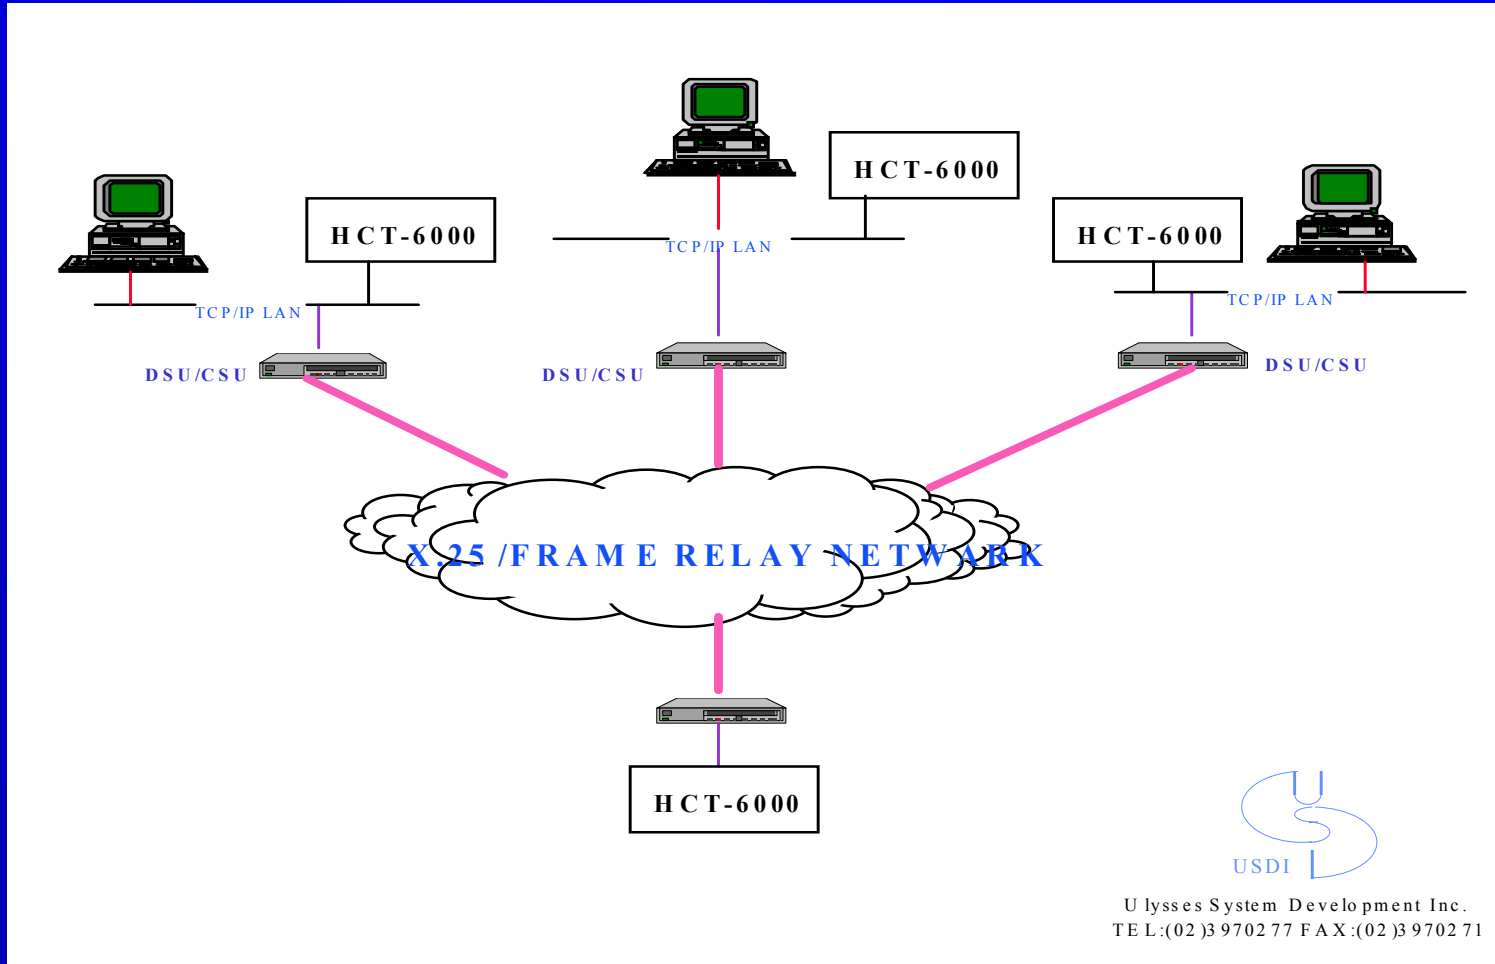 HCT-6000
TCP/IP LAN
HCT-6000
HCT-6000
TCP/IP LAN
TCP/IP LAN
DSU/CSU
DSU/CSU
DSU/CSU
X.25 /FRAME RELAY NETWARK
HCT-6000
USDI
Ulysses System Development Inc.
TEL:(02)3970277 FAX:(02)3970271